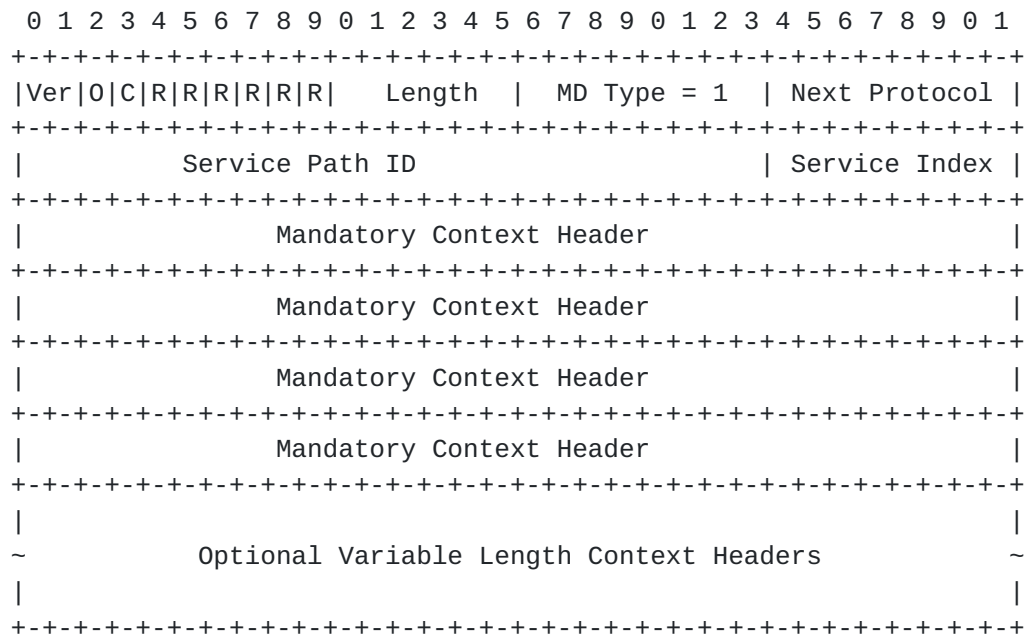 0 1 2 3 4 5 6 7 8 9 0 1 2 3 4 5 6 7 8 9 0 1 2 3 4 5 6 7 8 9 0 1
+-+-+-+-+-+-+-+-+-+-+-+-+-+-+-+-+-+-+-+-+-+-+-+-+-+-+-+-+-+-+-+-+
|Ver|O|C|R|R|R|R|R|R|   Length  |  MD Type = 1  | Next Protocol |
+-+-+-+-+-+-+-+-+-+-+-+-+-+-+-+-+-+-+-+-+-+-+-+-+-+-+-+-+-+-+-+-+
|          Service Path ID                      | Service Index |
+-+-+-+-+-+-+-+-+-+-+-+-+-+-+-+-+-+-+-+-+-+-+-+-+-+-+-+-+-+-+-+-+
|                Mandatory Context Header                       |
+-+-+-+-+-+-+-+-+-+-+-+-+-+-+-+-+-+-+-+-+-+-+-+-+-+-+-+-+-+-+-+-+
|                Mandatory Context Header                       |
+-+-+-+-+-+-+-+-+-+-+-+-+-+-+-+-+-+-+-+-+-+-+-+-+-+-+-+-+-+-+-+-+
|                Mandatory Context Header                       |
+-+-+-+-+-+-+-+-+-+-+-+-+-+-+-+-+-+-+-+-+-+-+-+-+-+-+-+-+-+-+-+-+
|                Mandatory Context Header                       |
+-+-+-+-+-+-+-+-+-+-+-+-+-+-+-+-+-+-+-+-+-+-+-+-+-+-+-+-+-+-+-+-+
|                                                               |
~           Optional Variable Length Context Headers            ~
|                                                               |
+-+-+-+-+-+-+-+-+-+-+-+-+-+-+-+-+-+-+-+-+-+-+-+-+-+-+-+-+-+-+-+-+